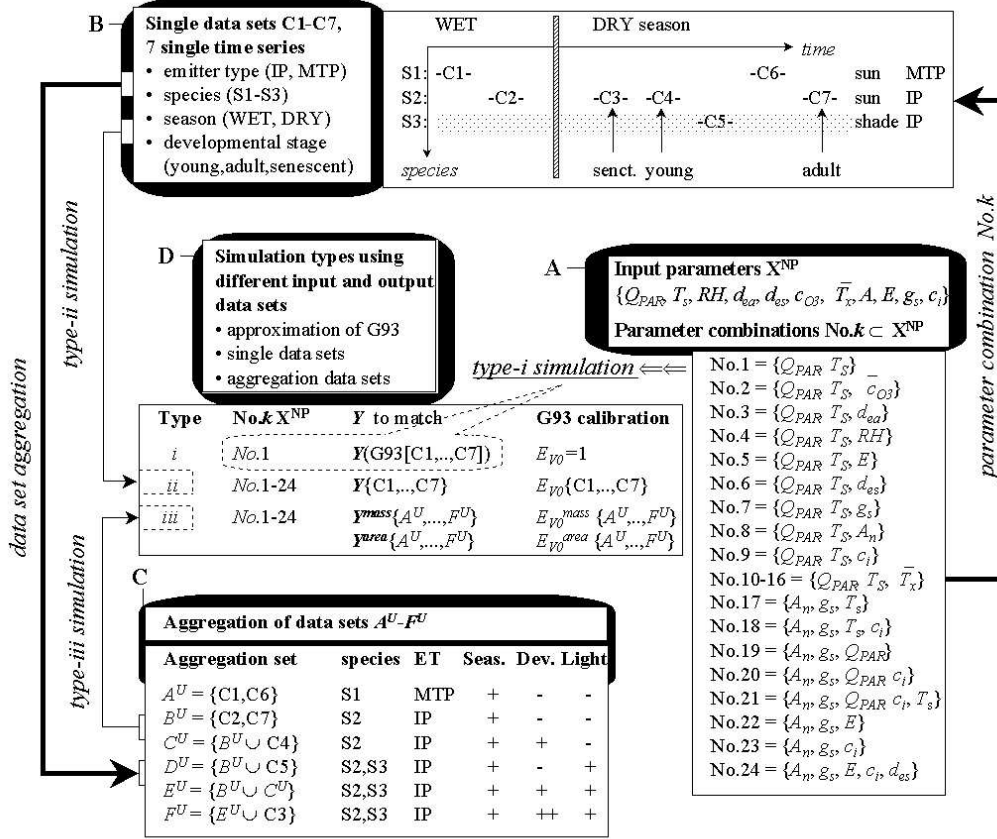 B
Single data sets C1-C7,
7 single time series
• emitter type (IP, MTP)
• species (S1-S3)
• season (WET, DRY)
• developmental stage
(young,adult,senescent)
WET DRY season
time
S1: -C1- -C6- sun MTP
S2: -C2- -C3- -C4- -C7- sun IP
S3: -C5- shade IP
species senct. young adult
type-ii simulation
data set aggregation
type-iii simulation
parameter combination No.k
D
Simulation types using
different input and output
data sets
• approximation of G93
• single data sets
• aggregation data sets
A
Input parameters X^NP
{Q_PAR, T_s, RH, d_ea, d_es, c_O3, T̄_x, A, E, g_s, c_i}
Parameter combinations No.k ⊂ X^NP
type-i simulation ⇐⇐
No.1 = {Q_PAR T_S}
No.2 = {Q_PAR T_S, c̄_O3}
No.3 = {Q_PAR T_S, d_ea}
No.4 = {Q_PAR T_S, RH}
No.5 = {Q_PAR T_S, E}
No.6 = {Q_PAR T_S, d_es}
No.7 = {Q_PAR T_S, g_s}
No.8 = {Q_PAR T_S, A_n}
No.9 = {Q_PAR T_S, c_i}
No.10-16 = {Q_PAR T_S, T̄_x}
No.17 = {A_n, g_s, T_s}
No.18 = {A_n, g_s, T_s, c_i}
No.19 = {A_n, g_s, Q_PAR}
No.20 = {A_n, g_s, Q_PAR c_i}
No.21 = {A_n, g_s, Q_PAR c_i, T_s}
No.22 = {A_n, g_s, E}
No.23 = {A_n, g_s, c_i}
No.24 = {A_n, g_s, E, c_i, d_es}
Type No.k X^NP Y to match G93 calibration
i No.1 Y(G93[C1,..,C7]) E_V0=1
ii No.1-24 Y{C1,..,C7} E_V0{C1,..,C7}
iii No.1-24 Y^mass{A^U,...,F^U} E_V0^mass {A^U,...,F^U}
Y^area{A^U,...,F^U} E_V0^area {A^U,...,F^U}
C
Aggregation of data sets A^U-F^U
Aggregation set species ET Seas. Dev. Light
A^U = {C1,C6} S1 MTP + - -
B^U = {C2,C7} S2 IP + - -
C^U = {B^U ∪ C4} S2 IP + + -
D^U = {B^U ∪ C5} S2,S3 IP + - +
E^U = {B^U ∪ C^U} S2,S3 IP + + +
F^U = {E^U ∪ C3} S2,S3 IP + ++ +